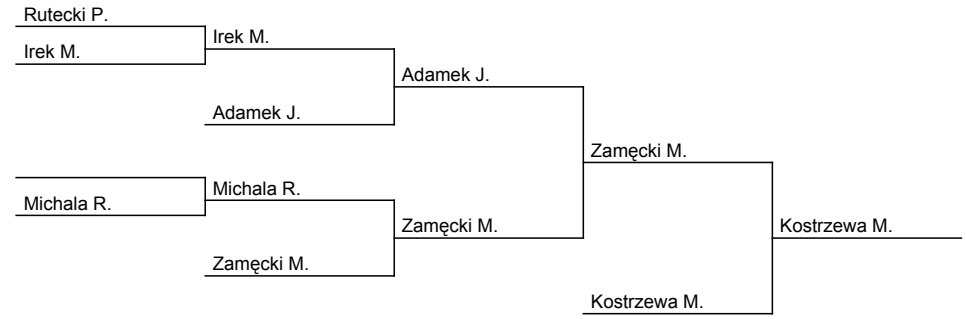 Rutecki P.
Irek M.
Irek M.
Adamek J.
Adamek J.
Zamęcki M.
Michala R.
Michala R.
Zamęcki M.
Kostrzewa M.
Zamęcki M.
Kostrzewa M.